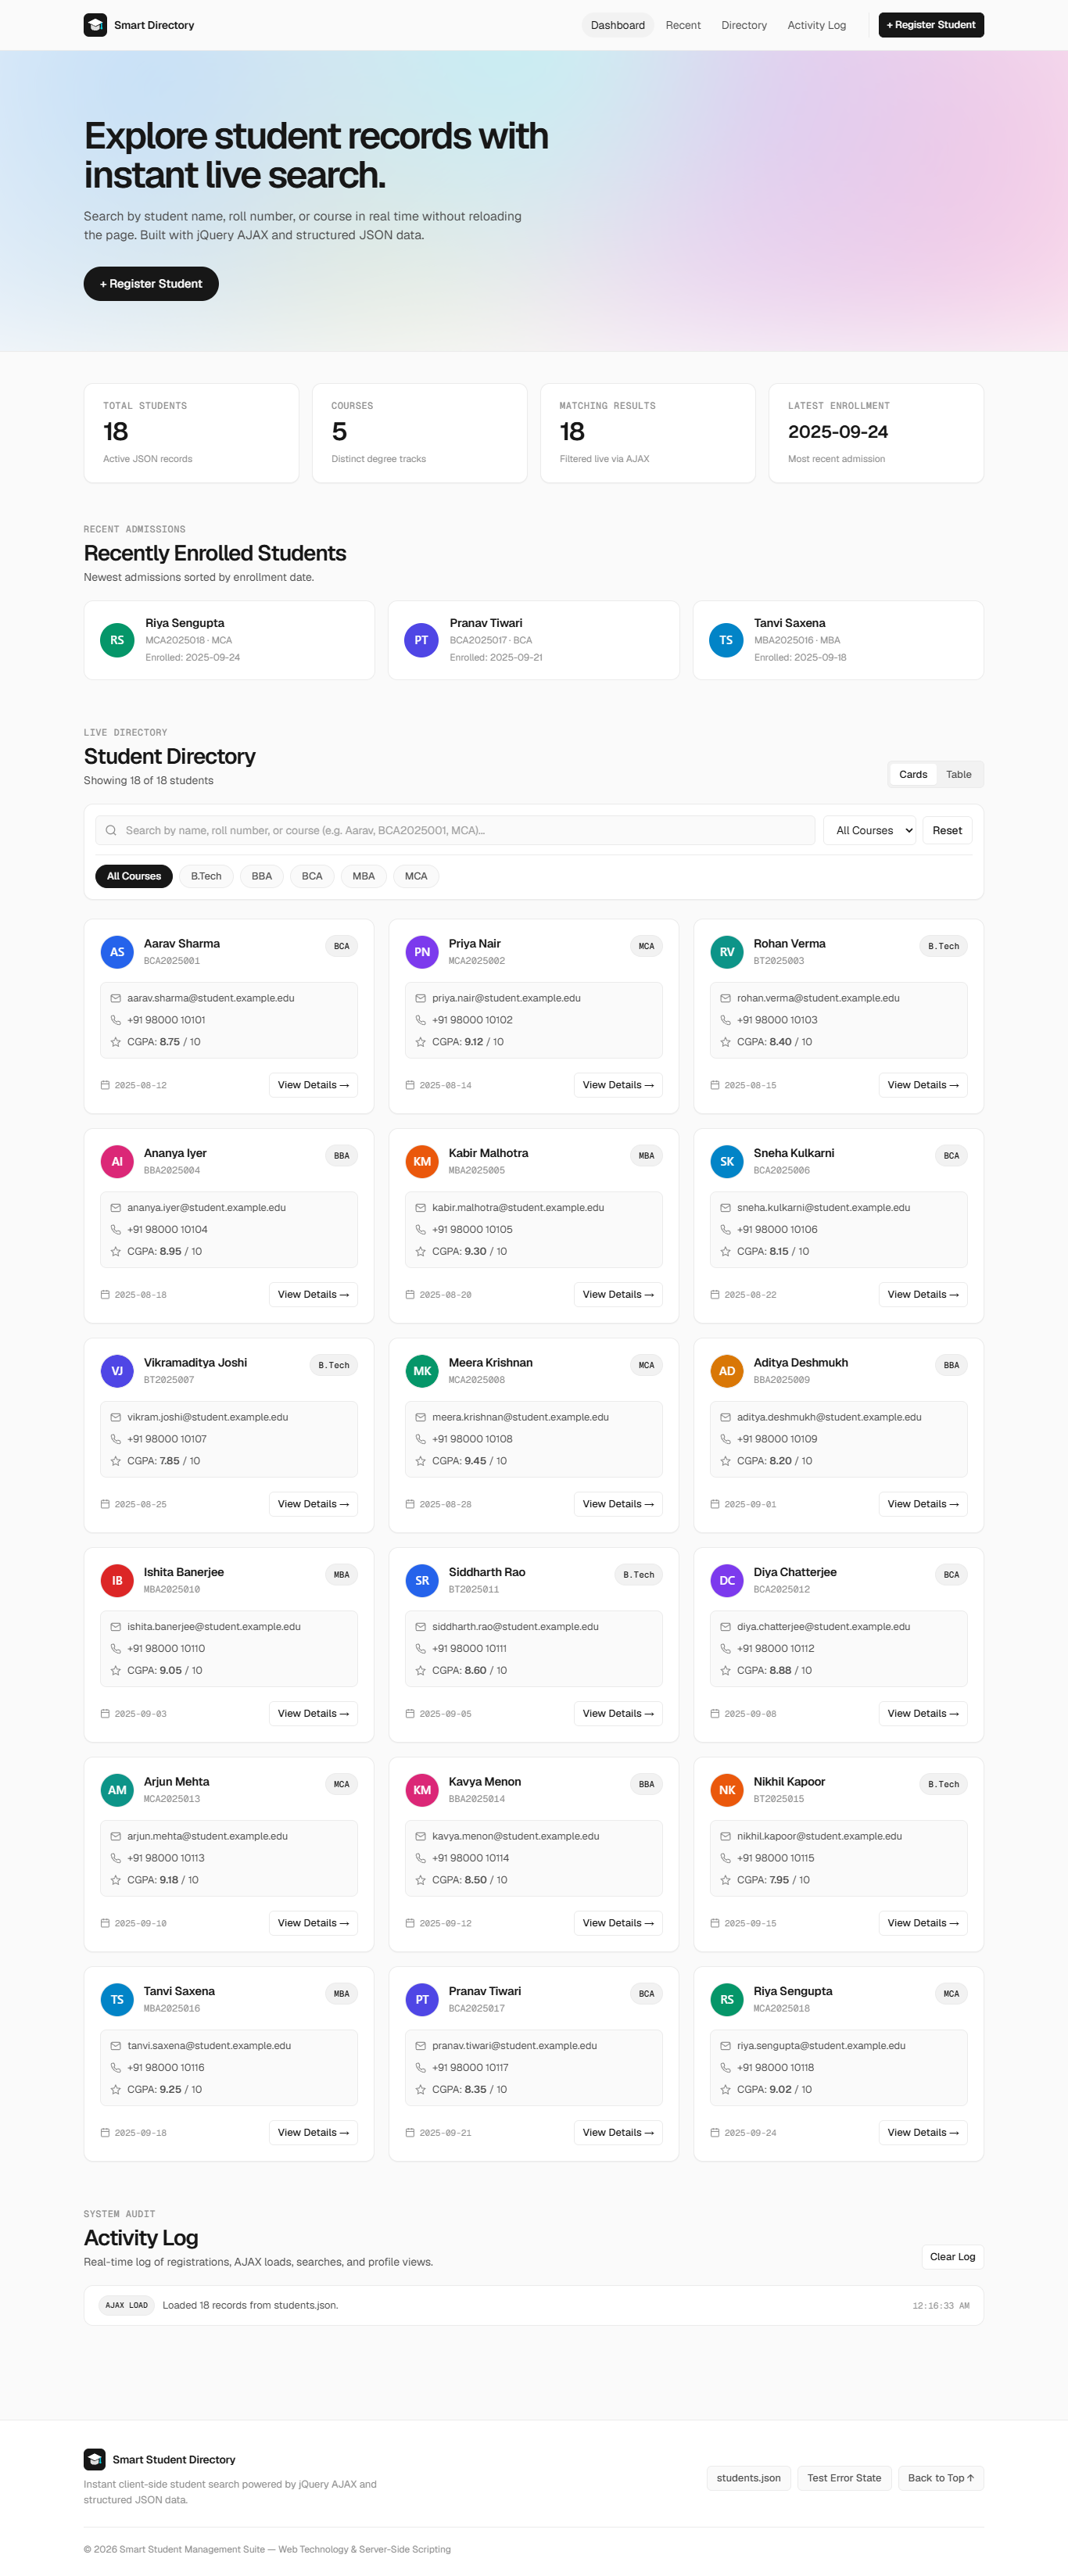 Smart Directory
Dashboard
Recent
Directory
Activity Log
+ Register Student
Explore student records with
instant live search.
Search by student name, roll number, or course in real time without reloading
the page. Built with jQuery AJAX and structured JSON data.
+ Register Student
TOTAL STUDENTS
18
Active JSON records
COURSES
5
Distinct degree tracks
MATCHING RESULTS
18
Filtered live via AJAX
LATEST ENROLLMENT
2025-09-24
Most recent admission
RECENT ADMISSIONS
Recently Enrolled Students
Newest admissions sorted by enrollment date.
RS
Riya Sengupta
MCA2025018 · MCA
Enrolled: 2025-09-24
PT
Pranav Tiwari
BCA2025017 · BCA
Enrolled: 2025-09-21
TS
Tanvi Saxena
MBA2025016 · MBA
Enrolled: 2025-09-18
LIVE DIRECTORY
Student Directory
Showing 18 of 18 students
Cards
Table
Search by name, roll number, or course (e.g. Aarav, BCA2025001, MCA)...
All Courses
Reset
All Courses
B.Tech
BBA
BCA
MBA
MCA
AS
Aarav Sharma
BCA2025001
BCA
aarav.sharma@student.example.edu
+91 98000 10101
CGPA: 8.75 / 10
2025-08-12
View Details →
PN
Priya Nair
MCA2025002
MCA
priya.nair@student.example.edu
+91 98000 10102
CGPA: 9.12 / 10
2025-08-14
View Details →
RV
Rohan Verma
BT2025003
B.Tech
rohan.verma@student.example.edu
+91 98000 10103
CGPA: 8.40 / 10
2025-08-15
View Details →
AI
Ananya Iyer
BBA2025004
BBA
ananya.iyer@student.example.edu
+91 98000 10104
CGPA: 8.95 / 10
2025-08-18
View Details →
KM
Kabir Malhotra
MBA2025005
MBA
kabir.malhotra@student.example.edu
+91 98000 10105
CGPA: 9.30 / 10
2025-08-20
View Details →
SK
Sneha Kulkarni
BCA2025006
BCA
sneha.kulkarni@student.example.edu
+91 98000 10106
CGPA: 8.15 / 10
2025-08-22
View Details →
VJ
Vikramaditya Joshi
BT2025007
B.Tech
vikram.joshi@student.example.edu
+91 98000 10107
CGPA: 7.85 / 10
2025-08-25
View Details →
MK
Meera Krishnan
MCA2025008
MCA
meera.krishnan@student.example.edu
+91 98000 10108
CGPA: 9.45 / 10
2025-08-28
View Details →
AD
Aditya Deshmukh
BBA2025009
BBA
aditya.deshmukh@student.example.edu
+91 98000 10109
CGPA: 8.20 / 10
2025-09-01
View Details →
IB
Ishita Banerjee
MBA2025010
MBA
ishita.banerjee@student.example.edu
+91 98000 10110
CGPA: 9.05 / 10
2025-09-03
View Details →
SR
Siddharth Rao
BT2025011
B.Tech
siddharth.rao@student.example.edu
+91 98000 10111
CGPA: 8.60 / 10
2025-09-05
View Details →
DC
Diya Chatterjee
BCA2025012
BCA
diya.chatterjee@student.example.edu
+91 98000 10112
CGPA: 8.88 / 10
2025-09-08
View Details →
AM
Arjun Mehta
MCA2025013
MCA
arjun.mehta@student.example.edu
+91 98000 10113
CGPA: 9.18 / 10
2025-09-10
View Details →
KM
Kavya Menon
BBA2025014
BBA
kavya.menon@student.example.edu
+91 98000 10114
CGPA: 8.50 / 10
2025-09-12
View Details →
NK
Nikhil Kapoor
BT2025015
B.Tech
nikhil.kapoor@student.example.edu
+91 98000 10115
CGPA: 7.95 / 10
2025-09-15
View Details →
TS
Tanvi Saxena
MBA2025016
MBA
tanvi.saxena@student.example.edu
+91 98000 10116
CGPA: 9.25 / 10
2025-09-18
View Details →
PT
Pranav Tiwari
BCA2025017
BCA
pranav.tiwari@student.example.edu
+91 98000 10117
CGPA: 8.35 / 10
2025-09-21
View Details →
RS
Riya Sengupta
MCA2025018
MCA
riya.sengupta@student.example.edu
+91 98000 10118
CGPA: 9.02 / 10
2025-09-24
View Details →
SYSTEM AUDIT
Activity Log
Real-time log of registrations, AJAX loads, searches, and profile views.
Clear Log
AJAX LOAD
Loaded 18 records from students.json.
12:16:33 AM
Smart Student Directory
Instant client-side student search powered by jQuery AJAX and
structured JSON data.
students.json
Test Error State
Back to Top ↑
© 2026 Smart Student Management Suite — Web Technology & Server-Side Scripting